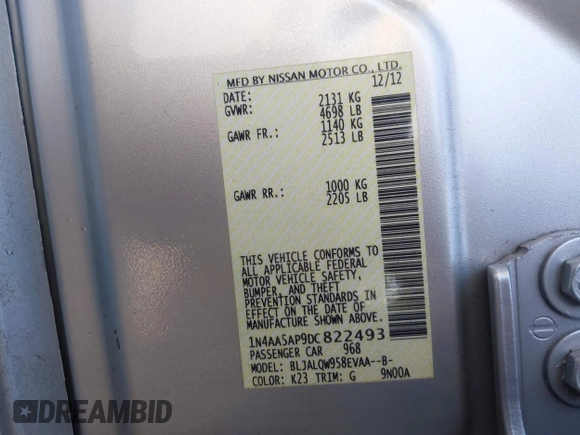 MFD BY NISSAN MOTOR CO., LTD.
DATE: 12/12
GVWR: 2131 KG
4698 LB
GAWR FR.: 1140 KG
2513 LB
GAWR RR.: 1000 KG
2205 LB
THIS VEHICLE CONFORMS TO
ALL APPLICABLE FEDERAL
MOTOR VEHICLE SAFETY,
BUMPER, AND THEFT
PREVENTION STANDARDS IN
EFFECT ON THE DATE OF
MANUFACTURE SHOWN ABOVE.
1N4AA5AP9DC822493
PASSENGER CAR 968
MODEL: BLJALQW958EVAA--B-
COLOR: K23 TRIM: G 9N00A
DREAMBID